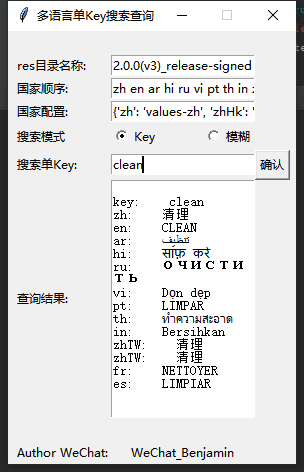 多语言单Key搜索查询
res目录名称: 2.0.0(v3)_release-signed
国家顺序: zh en ar hi ru vi pt th in z
国家配置: {'zh': 'values-zh', 'zhHk': '
搜索模式 Key 模糊
搜索单Key: clean 确认
查询结果:
key: clean
zh: 清理
en: CLEAN
ar: تنظيف
hi: साफ़ करें
ru: ОЧИСТИ
ТЬ
vi: Dọn dẹp
pt: LIMPAR
th: ทำความสะอาด
in: Bersihkan
zhTW: 清理
zhTW: 清理
fr: NETTOYER
es: LIMPIAR
Author WeChat: WeChat_Benjamin